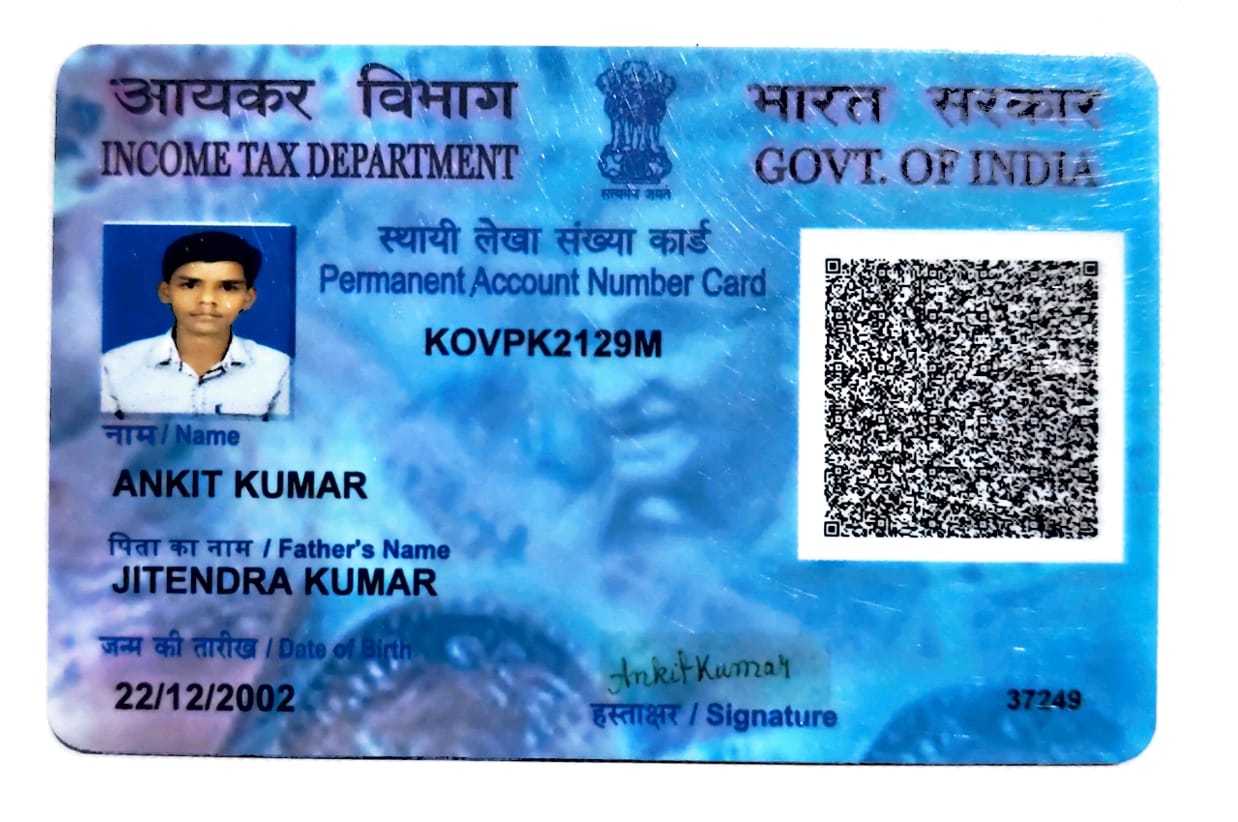 आयकर विभाग
INCOME TAX DEPARTMENT
सत्यमेव जयते
भारत सरकार
GOVT. OF INDIA
स्थायी लेखा संख्या कार्ड
Permanent Account Number Card
KOVPK2129M
नाम / Name
ANKIT KUMAR
पिता का नाम / Father's Name
JITENDRA KUMAR
जन्म की तारीख / Date of Birth
22/12/2002
Ankit Kumar
हस्ताक्षर / Signature
37249